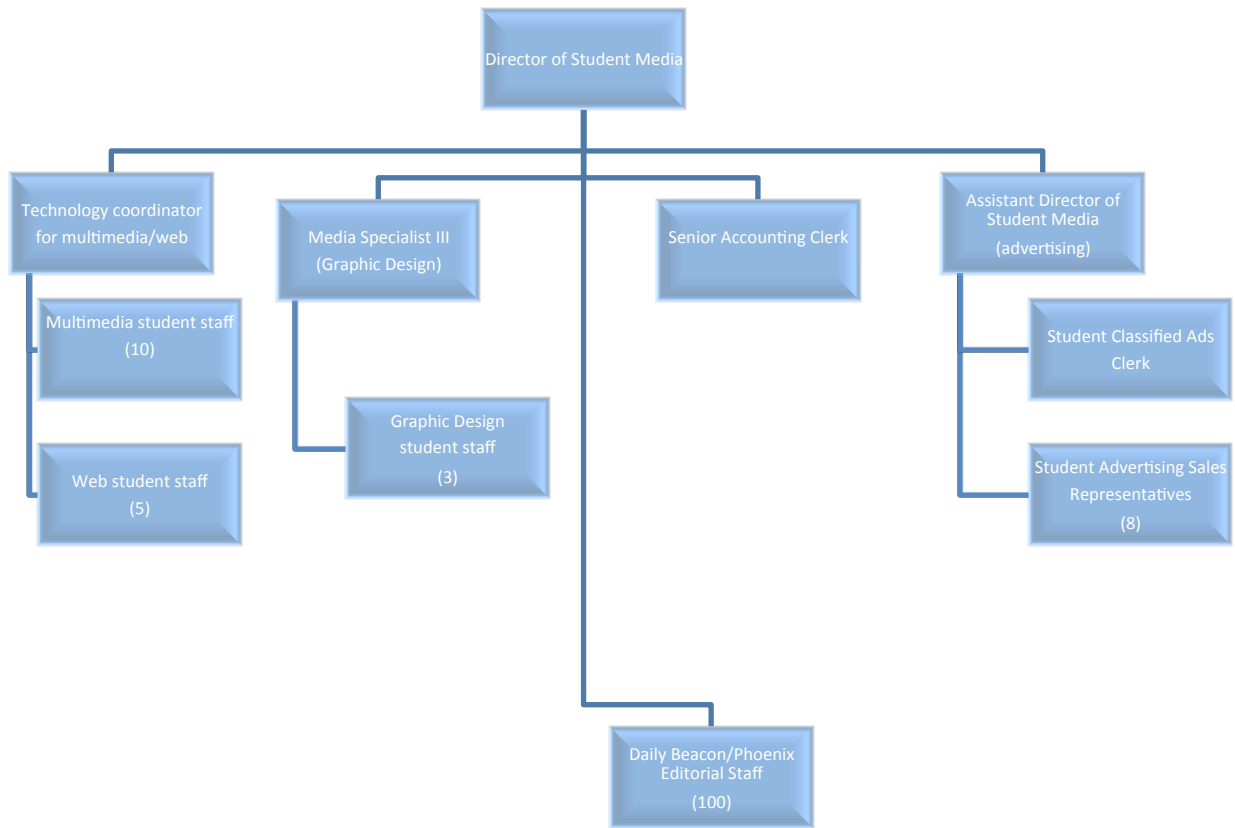 Director of Student Media
Technology coordinator
for multimedia/web
Media Specialist III
(Graphic Design)
Senior Accounting Clerk
Assistant Director of
Student Media
(advertising)
Multimedia student staff
(10)
Web student staff
(5)
Graphic Design
student staff
(3)
Student Classified Ads
Clerk
Student Advertising Sales
Representatives
(8)
Daily Beacon/Phoenix
Editorial Staff
(100)